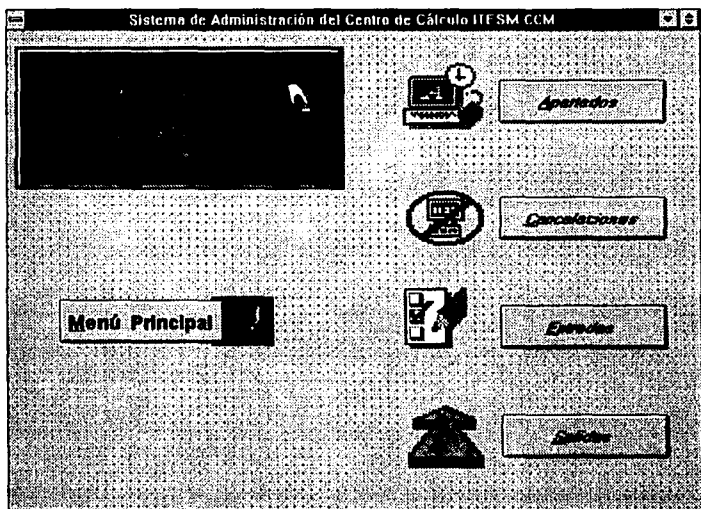 Sistema de Administración del Centro de Cálculo ITESM CCM
Apartados
Cancelaciones
Menú Principal
Entradas
Salidas